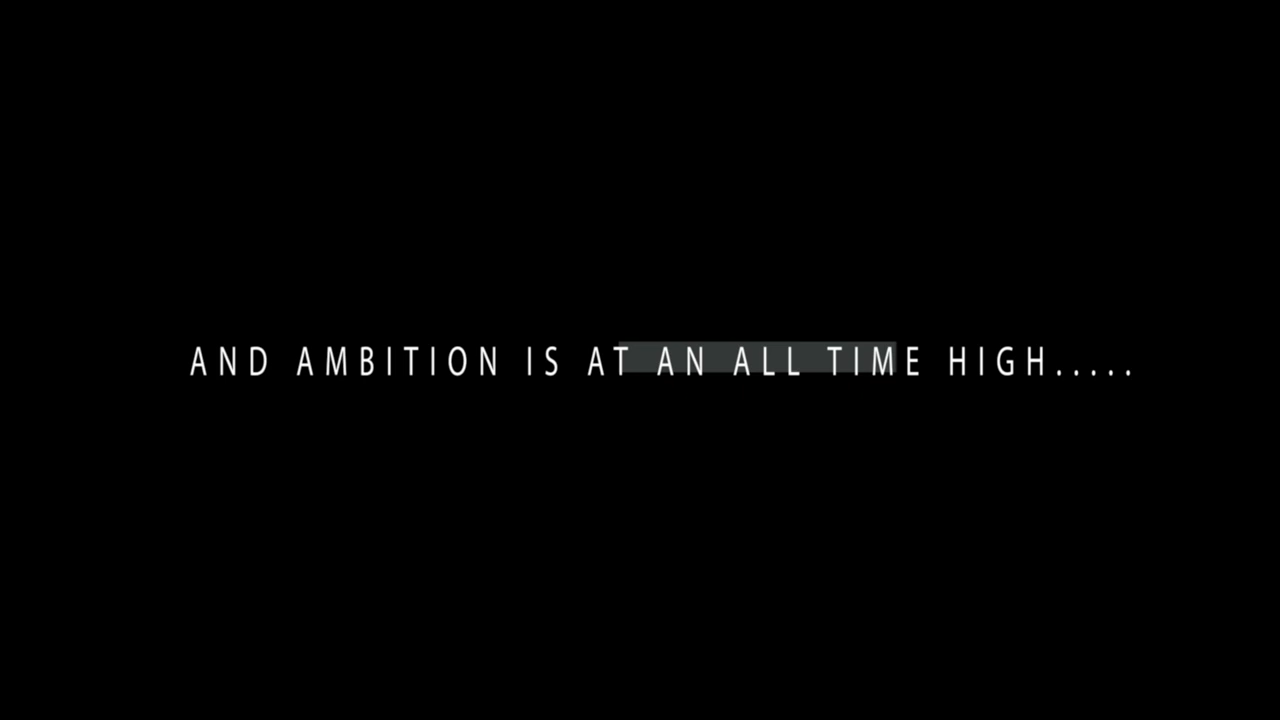 AND AMBITION IS AT AN ALL TIME HIGH.....